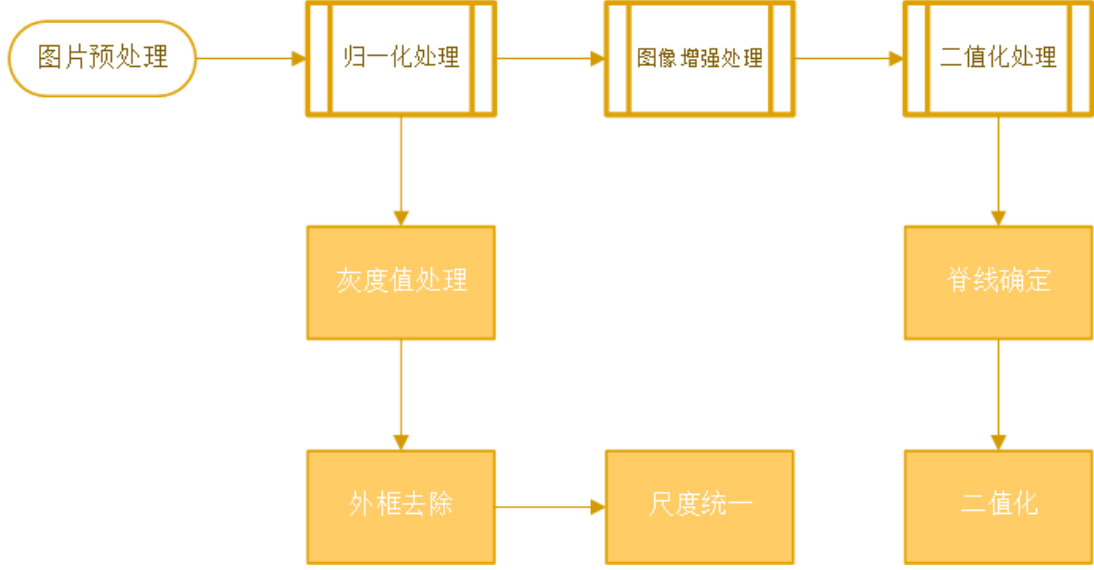 图片预处理
归一化处理
图像增强处理
二值化处理
灰度值处理
脊线确定
外框去除
尺度统一
二值化